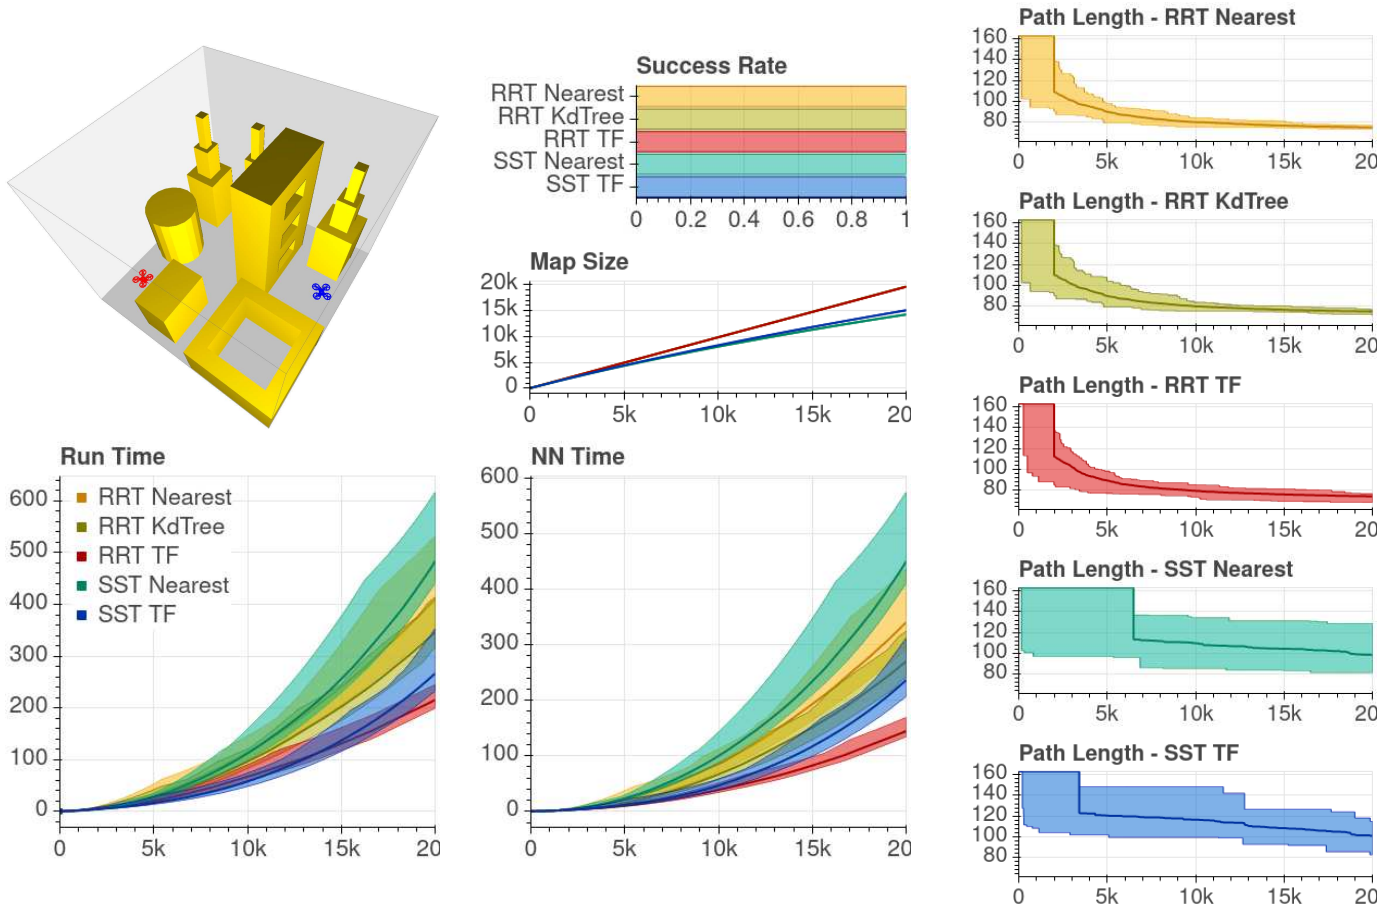 Success Rate
RRT Nearest
RRT KdTree
RRT TF
SST Nearest
SST TF
0 0.2 0.4 0.6 0.8 1
Map Size
20k
15k
10k
5k
0
0 5k 10k 15k 20
Run Time
600
500
400
300
200
100
0
RRT Nearest
RRT KdTree
RRT TF
SST Nearest
SST TF
0 5k 10k 15k 20
NN Time
600
500
400
300
200
100
0
0 5k 10k 15k 20
Path Length - RRT Nearest
160
140
120
100
80
0 5k 10k 15k 20
Path Length - RRT KdTree
160
140
120
100
80
0 5k 10k 15k 20
Path Length - RRT TF
160
140
120
100
80
0 5k 10k 15k 20
Path Length - SST Nearest
160
140
120
100
80
0 5k 10k 15k 20
Path Length - SST TF
160
140
120
100
80
0 5k 10k 15k 20